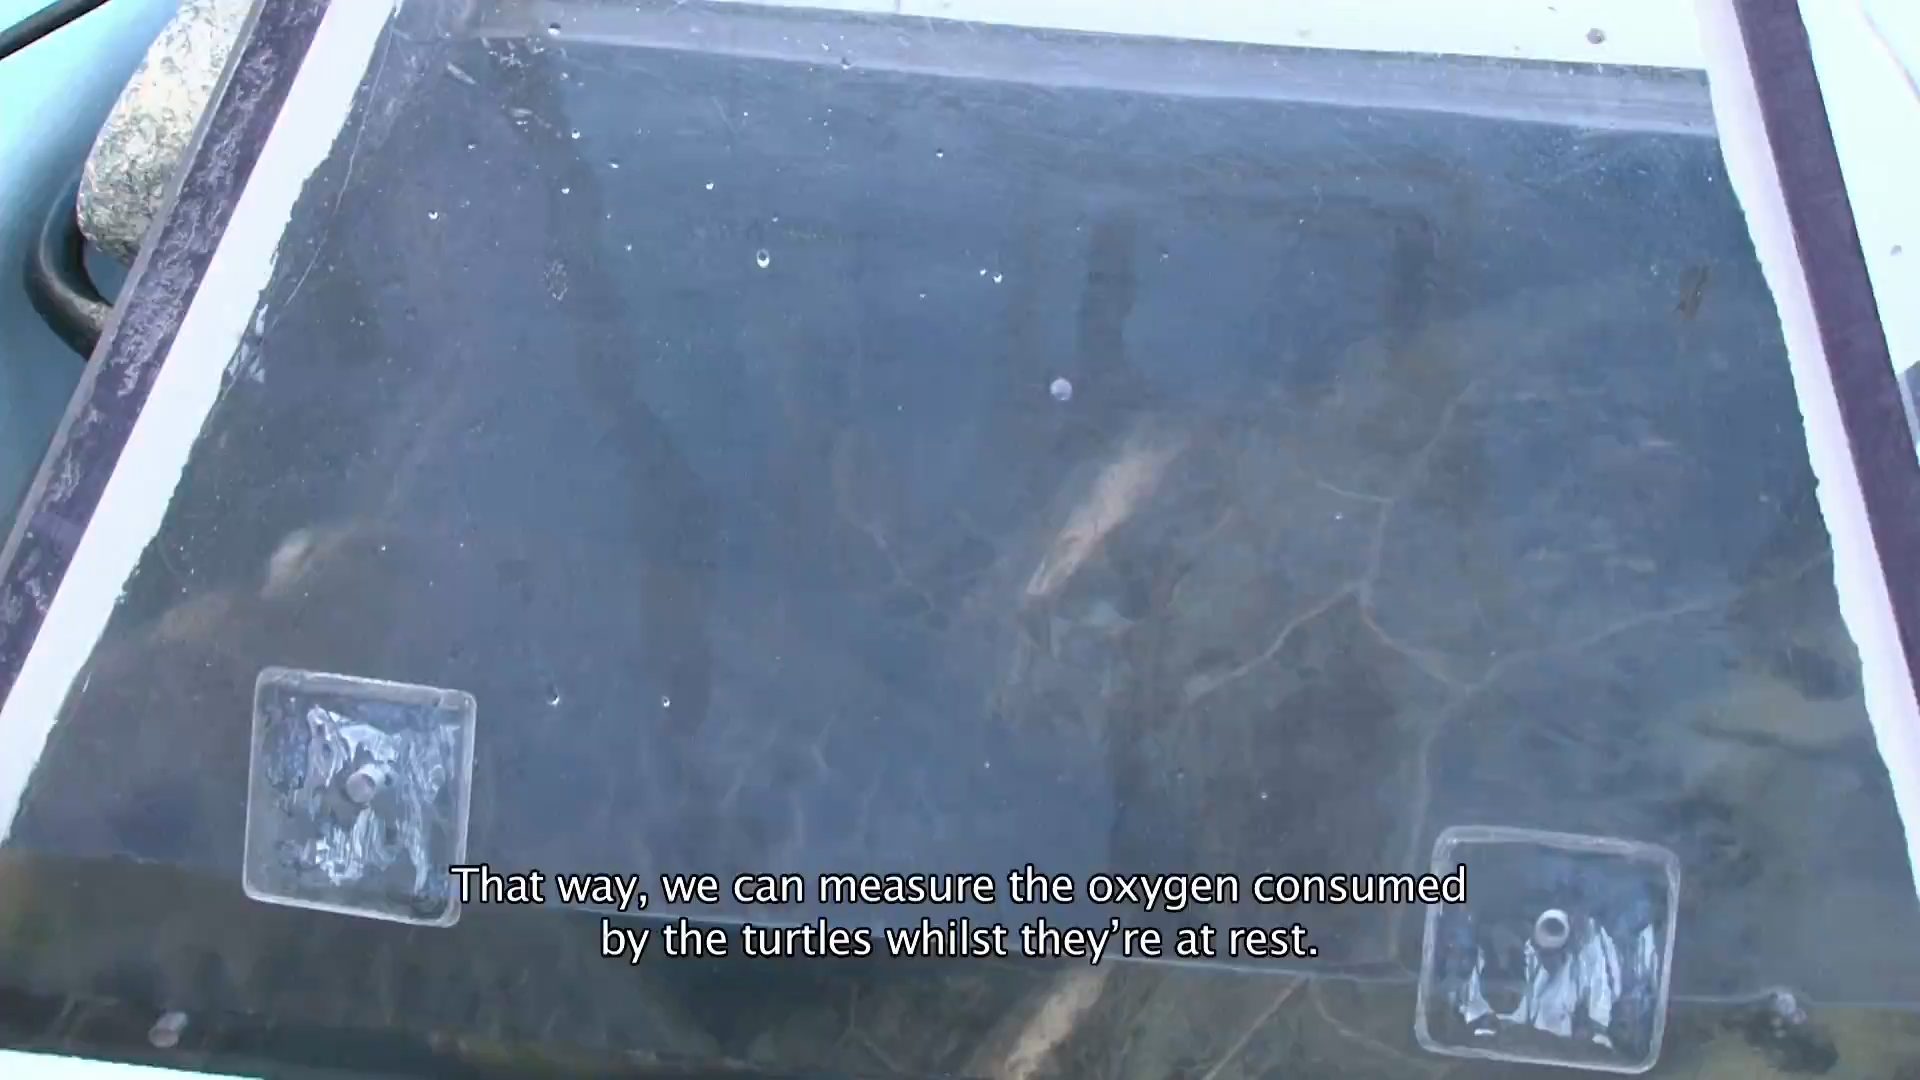 That way, we can measure the oxygen consumed
by the turtles whilst they’re at rest.